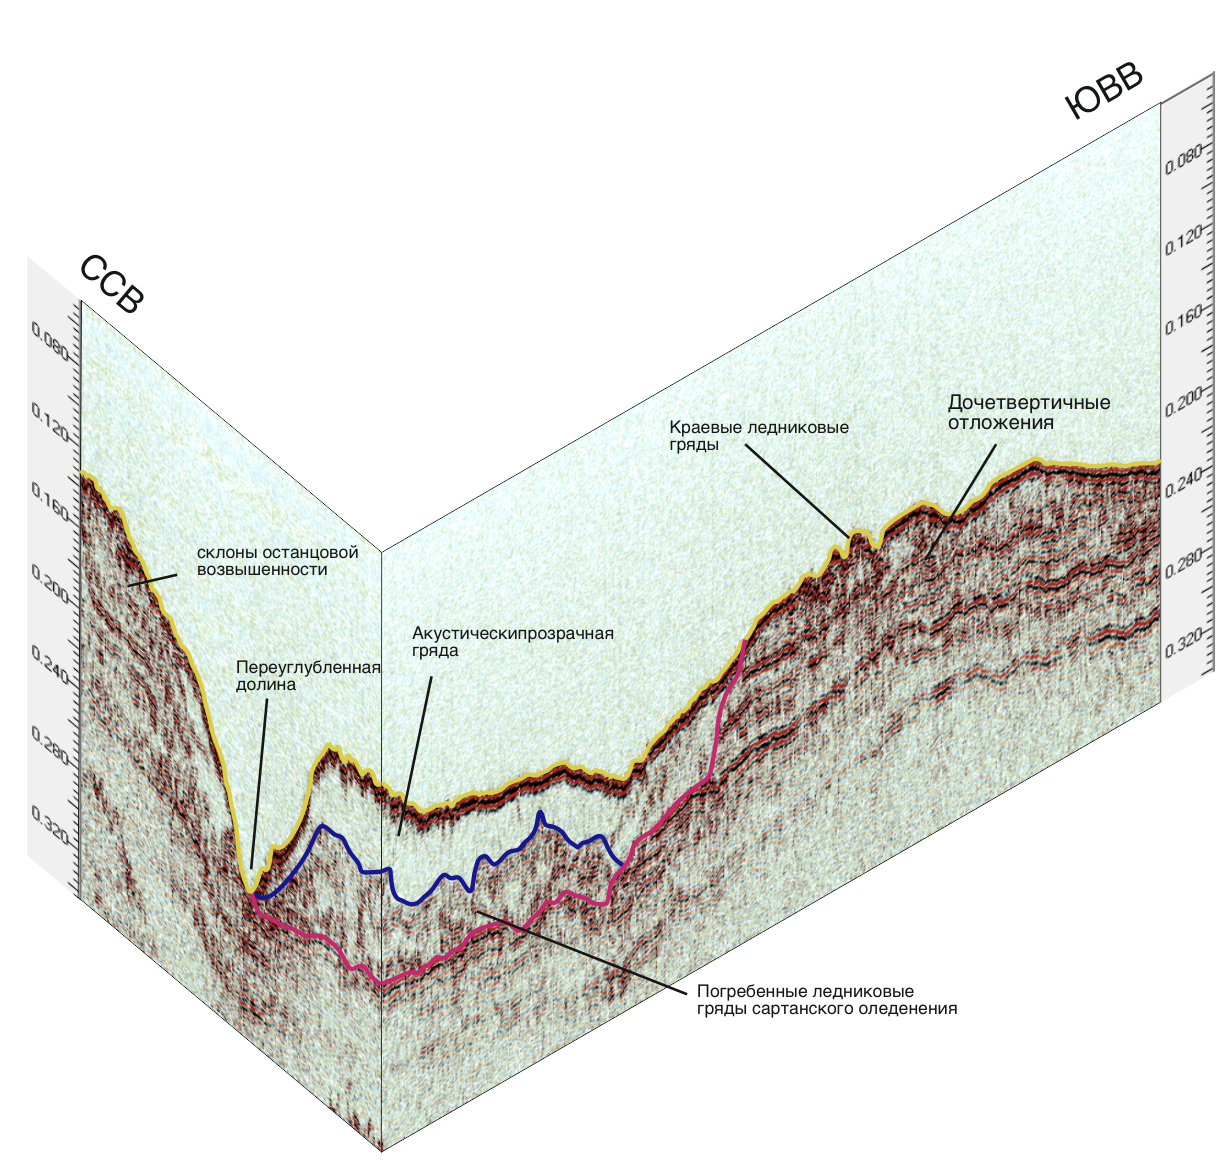 ЮВВ
ССВ
0.080
0.120
0.160
0.200
0.240
0.280
0.320
склоны останцовой
возвышенности
Переуглубленная
долина
Акустическипрозрачная
гряда
Краевые ледниковые
гряды
Дочетвертичные
отложения
Погребенные ледниковые
гряды сартанского оледенения
0.080
0.120
0.160
0.200
0.240
0.280
0.320